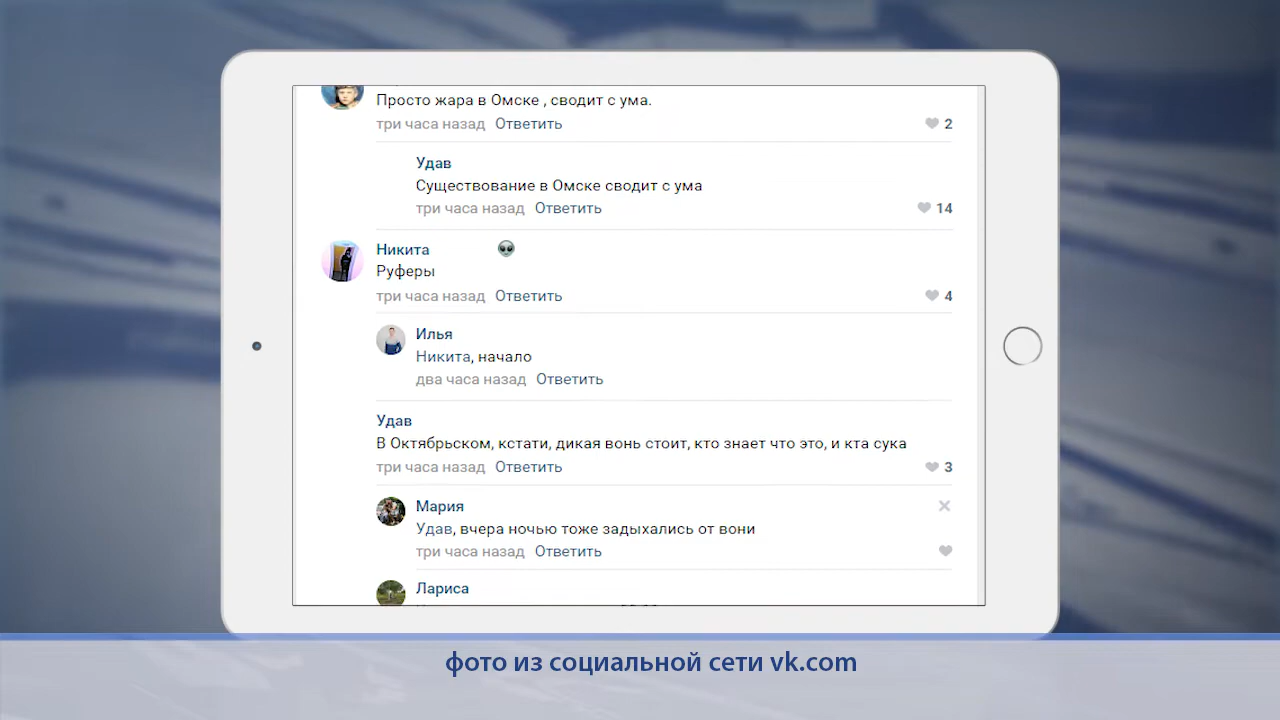 Просто жара в Омске , сводит с ума.
три часа назад Ответить 2
Удав
Существование в Омске сводит с ума
три часа назад Ответить 14
Никита
Руферы
три часа назад Ответить 4
Илья
Никита, начало
два часа назад Ответить
Удав
В Октябрьском, кстати, дикая вонь стоит, кто знает что это, и кта сука
три часа назад Ответить 3
Мария
Удав, вчера ночью тоже задыхались от вони
три часа назад Ответить
Лариса
фото из социальной сети vk.com